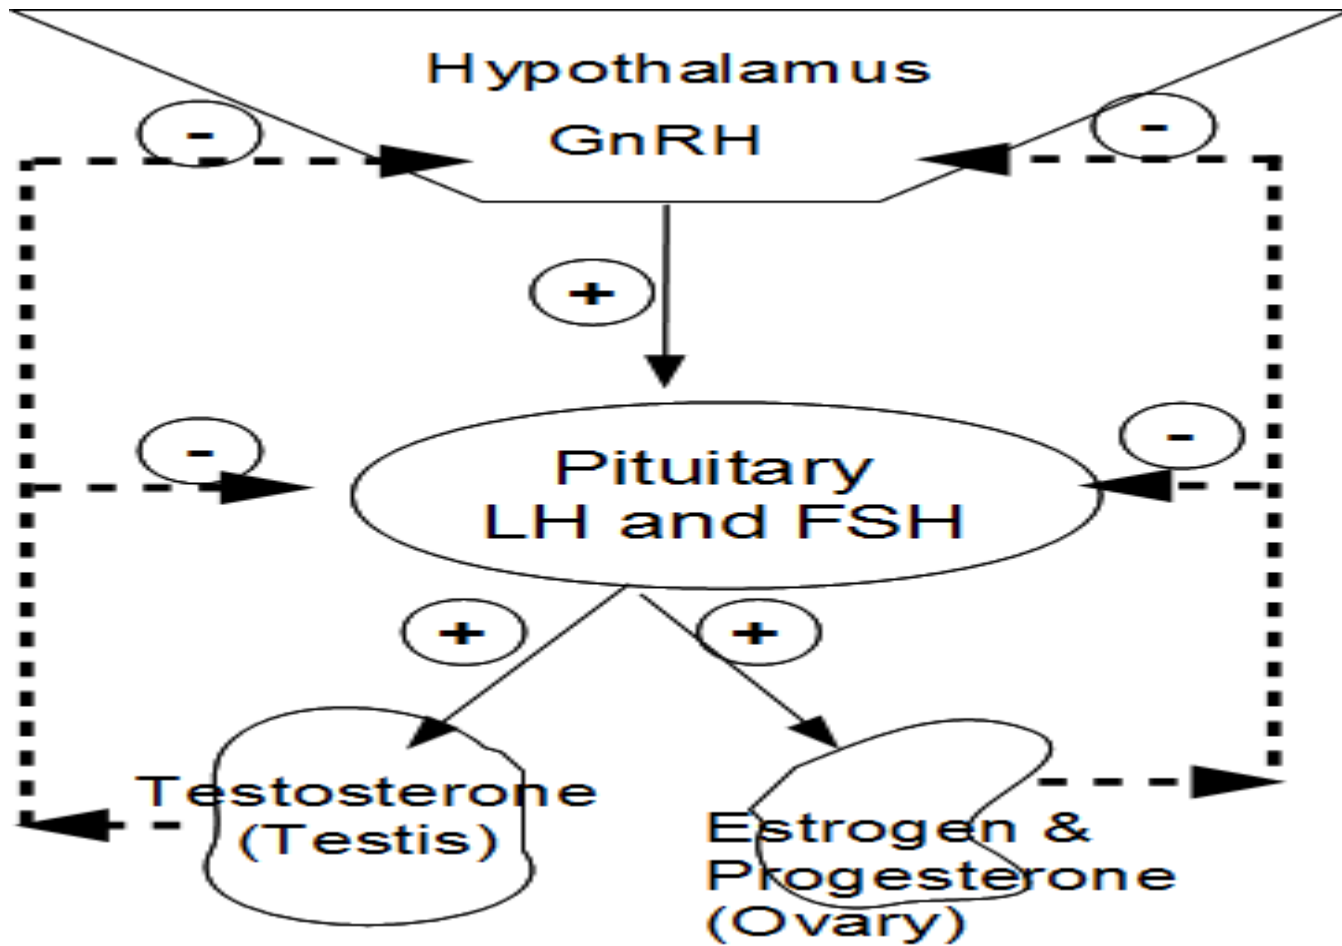 Hypothalamus
GnRH
-
-
+
-
-
Pituitary
LH and FSH
+
+
Testosterone
(Testis)
Estrogen &
Progesterone
(Ovary)